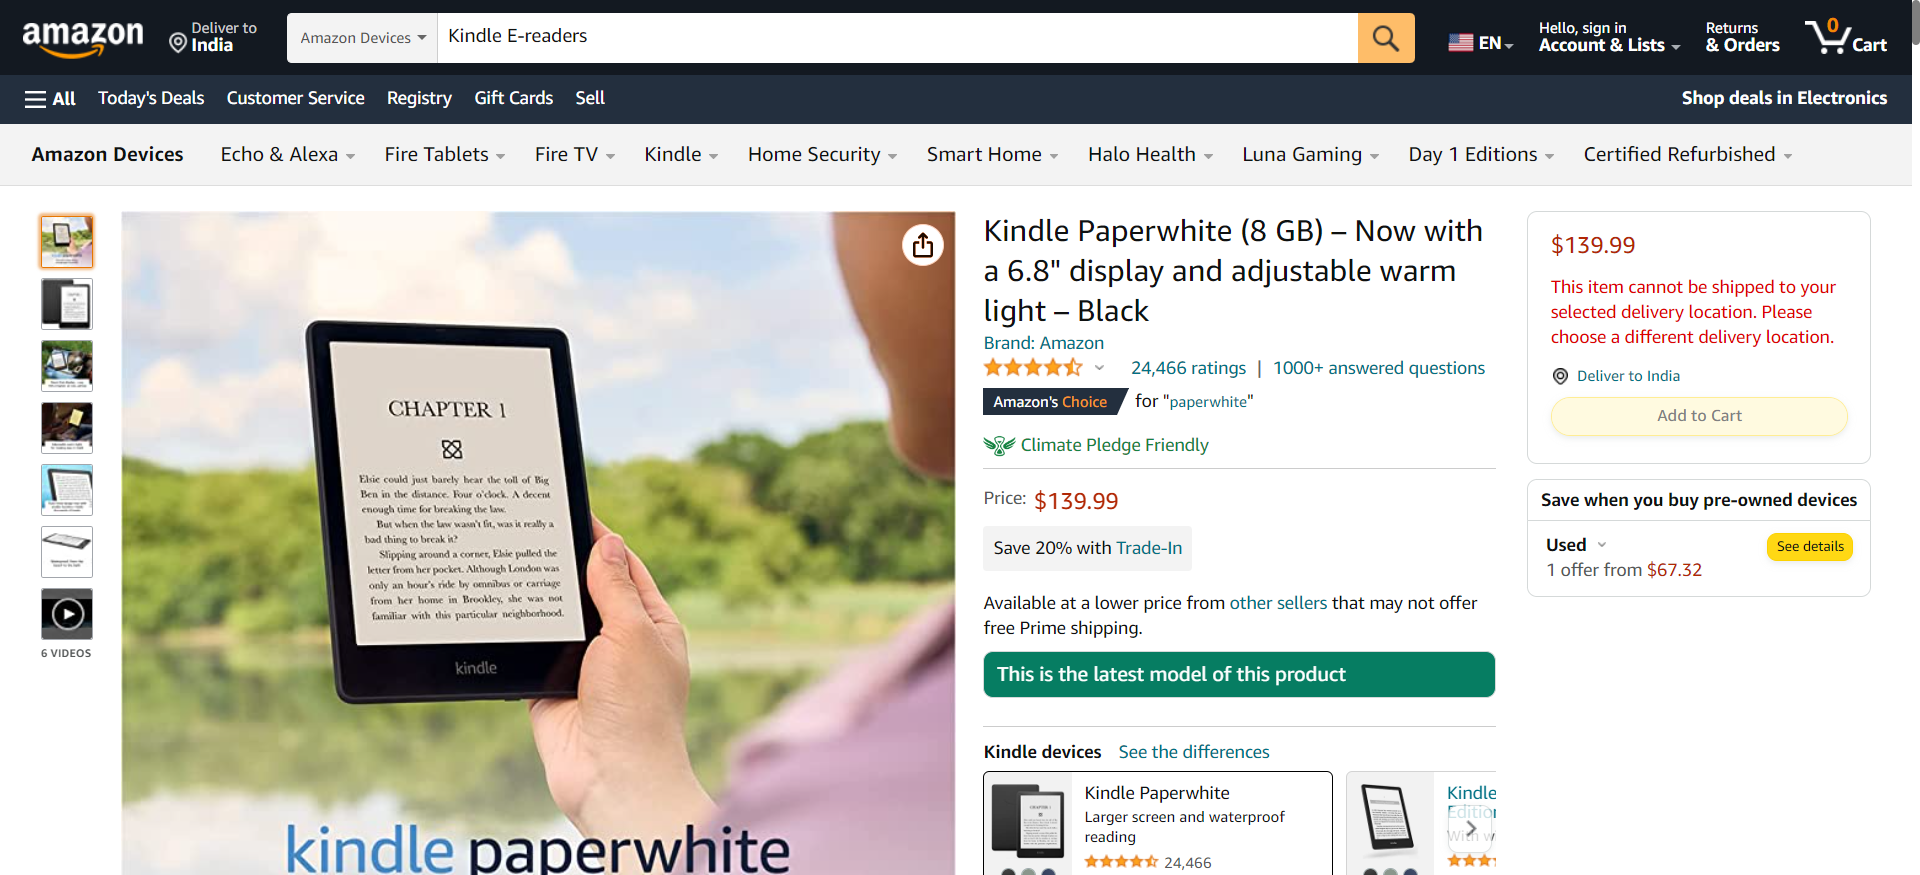 amazon
Deliver to
India
Amazon Devices
Kindle E-readers
EN
Hello, sign in
Account & Lists
Returns
& Orders
0
Cart
All
Today's Deals
Customer Service
Registry
Gift Cards
Sell
Shop deals in Electronics
Amazon Devices
Echo & Alexa
Fire Tablets
Fire TV
Kindle
Home Security
Smart Home
Halo Health
Luna Gaming
Day 1 Editions
Certified Refurbished
6 VIDEOS
CHAPTER 1
Elsie could just barely hear the toll of Big
Ben in the distance. Four o'clock. A decent
enough time for breaking the law.
But when the law wasn't fit, was it really a
bad thing to break it?
Slipping around a corner, Elsie pulled the
letter from her pocket. Although London was
only an hour's ride by omnibus or carriage
from her home in Brookley, she was not
familiar with this particular neighborhood.
kindle
kindle paperwhite
Kindle Paperwhite (8 GB) – Now with
a 6.8" display and adjustable warm
light – Black
Brand: Amazon
24,466 ratings | 1000+ answered questions
Amazon's Choice for "paperwhite"
Climate Pledge Friendly
Price: $139.99
Save 20% with Trade-In
Available at a lower price from other sellers that may not offer
free Prime shipping.
This is the latest model of this product
Kindle devices See the differences
Kindle Paperwhite
Larger screen and waterproof
reading
24,466
Kindle
Editio
With w
$139.99
This item cannot be shipped to your
selected delivery location. Please
choose a different delivery location.
Deliver to India
Add to Cart
Save when you buy pre-owned devices
Used
See details
1 offer from $67.32